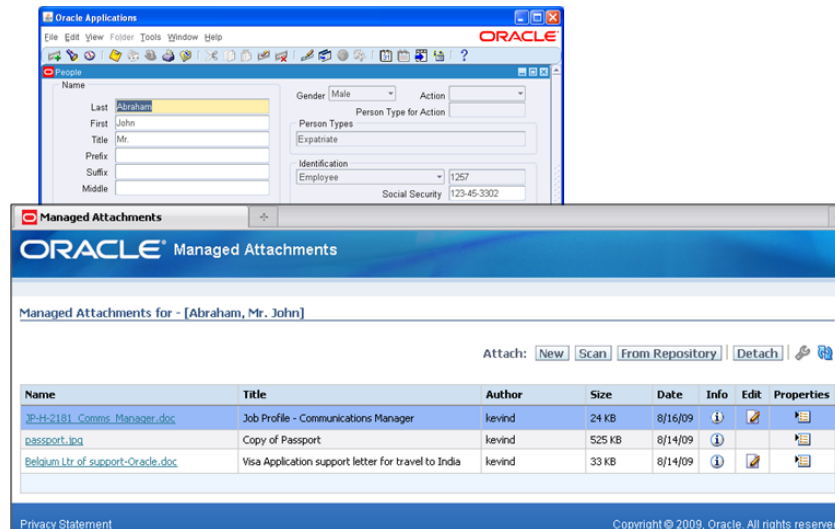 Oracle Applications
File Edit View Folder Tools Window Help
ORACLE
People
Name
Last Abraham
First John
Title Mr.
Prefix
Suffix
Middle
Gender Male Action
Person Type for Action
Person Types
Expatriate
Identification
Employee 1257
Social Security 123-45-3302
Managed Attachments
ORACLE Managed Attachments
Managed Attachments for - [Abraham, Mr. John]
Attach: New Scan From Repository Detach
Name Title Author Size Date Info Edit Properties
JP-H-2181_Comms_Manager.doc Job Profile - Communications Manager kevind 24 KB 8/16/09
passport.jpg Copy of Passport kevind 525 KB 8/14/09
Belgium Ltr of support-Oracle.doc Visa Application support letter for travel to India kevind 33 KB 8/14/09
Privacy Statement Copyright © 2009, Oracle. All rights reserve